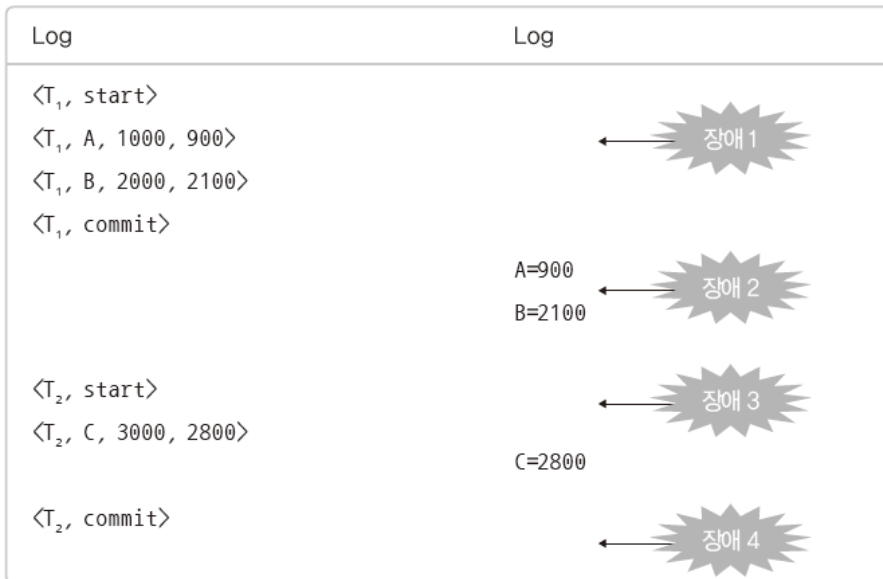 Log Log
<T₁, start>
<T₁, A, 1000, 900> 장애 1
<T₁, B, 2000, 2100>
<T₁, commit>
A=900
장애 2
B=2100
<T₂, start>
장애 3
<T₂, C, 3000, 2800>
C=2800
<T₂, commit>
장애 4